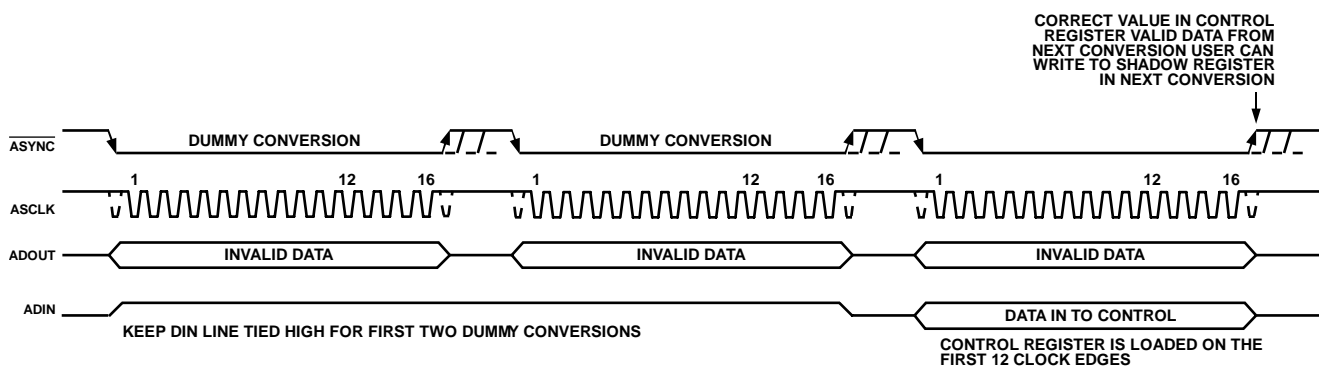 CORRECT VALUE IN CONTROL
REGISTER VALID DATA FROM
NEXT CONVERSION USER CAN
WRITE TO SHADOW REGISTER
IN NEXT CONVERSION
ASYNC DUMMY CONVERSION DUMMY CONVERSION
1 12 16 1 12 16 1 12 16
ASCLK
ADOUT INVALID DATA INVALID DATA INVALID DATA
ADIN DATA IN TO CONTROL
KEEP DIN LINE TIED HIGH FOR FIRST TWO DUMMY CONVERSIONS
CONTROL REGISTER IS LOADED ON THE
FIRST 12 CLOCK EDGES